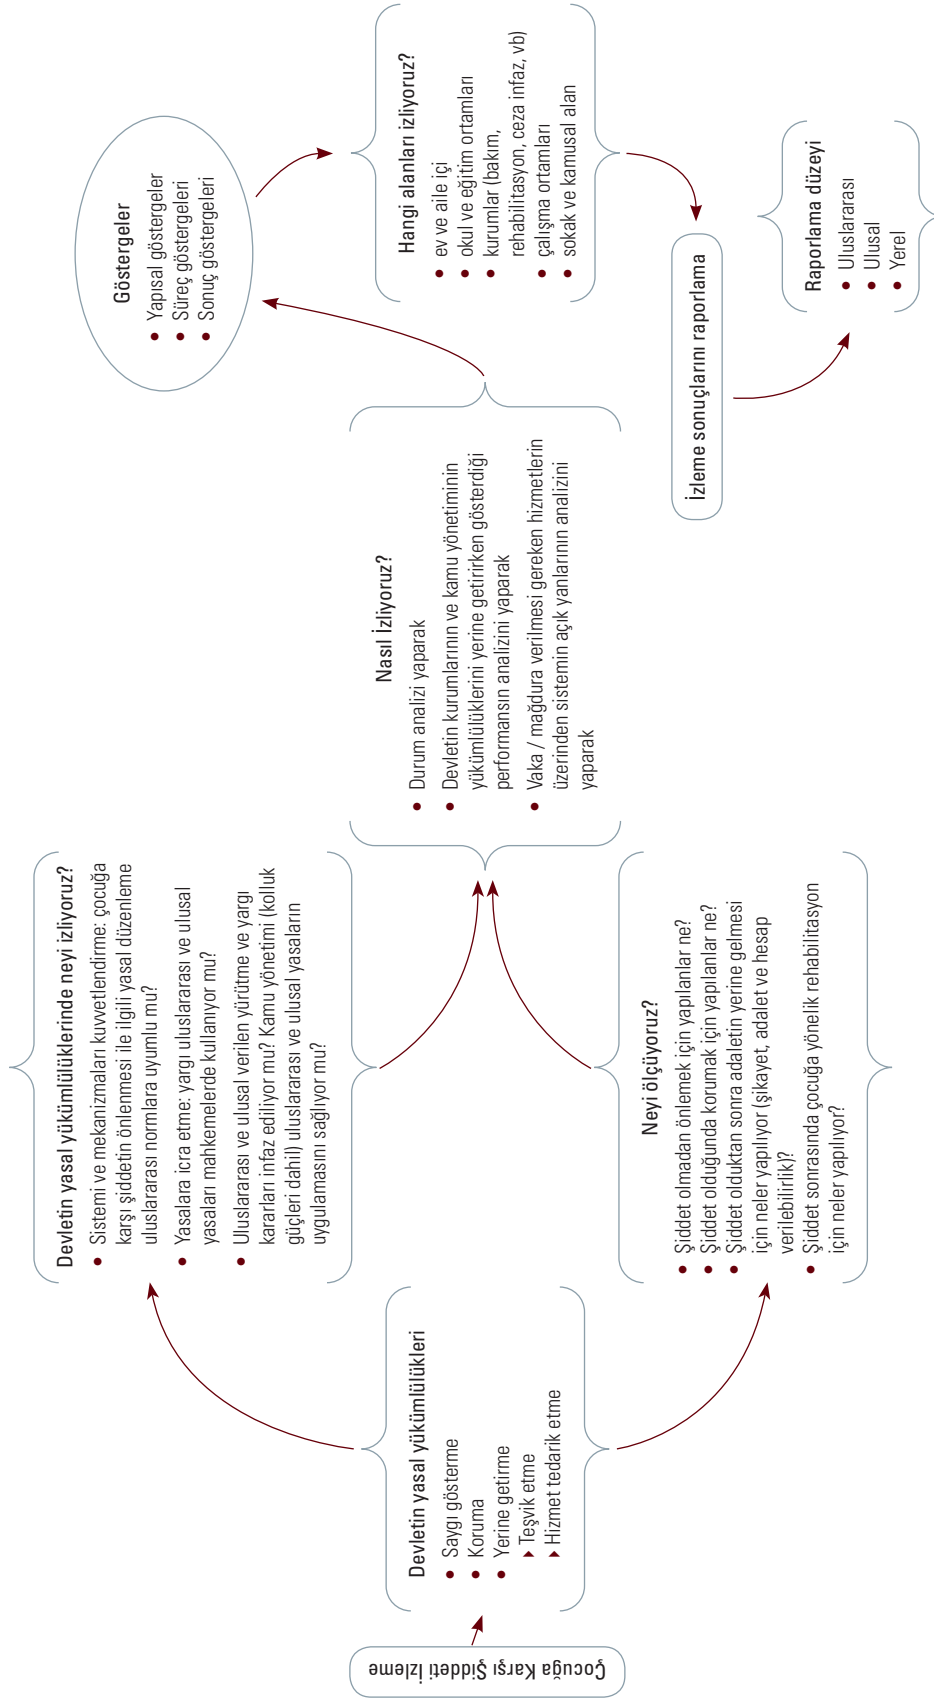 Çocuğa Karşı Şiddeti İzleme
Devletin yasal yükümlülükleri
Saygı gösterme
Koruma
Yerine getirme
Teşvik etme
Hizmet tedarik etme
Devletin yasal yükümlülüklerinde neyi izliyoruz?
Sistemi ve mekanizmaları kuvvetlendirme: çocuğa
karşı şiddetin önlenmesi ile ilgili yasal düzenleme
uluslararası normlara uyumlu mu?
Yasalara icra etme: yargı uluslararası ve ulusal
yasaları mahkemelerde kullanıyor mu?
Uluslararası ve ulusal verilen yürütme ve yargı
kararları infaz ediliyor mu? Kamu yönetimi (kolluk
güçleri dahil) uluslararası ve ulusal yasaların
uygulamasını sağlıyor mu?
Neyi ölçüyoruz?
Şiddet olmadan önlemek için yapılanlar ne?
Şiddet olduğunda korumak için yapılanlar ne?
Şiddet olduktan sonra adaletin yerine gelmesi
için neler yapılıyor (şikayet, adalet ve hesap
verilebilirlik)?
Şiddet sonrasında çocuğa yönelik rehabilitasyon
için neler yapılıyor?
Nasıl İzliyoruz?
Durum analizi yaparak
Devletin kurumlarının ve kamu yönetiminin
yükümlülüklerini yerine getirirken gösterdiği
performansın analizini yaparak
Vaka / mağdura verilmesi gereken hizmetlerin
üzerinden sistemin açık yanlarının analizini
yaparak
Göstergeler
Yapısal göstergeler
Süreç göstergeleri
Sonuç göstergeleri
Hangi alanları izliyoruz?
ev ve aile içi
okul ve eğitim ortamları
kurumlar (bakım,
rehabilitasyon, ceza infaz, vb)
çalışma ortamları
sokak ve kamusal alan
İzleme sonuçlarını raporlama
Raporlama düzeyi
Uluslararası
Ulusal
Yerel